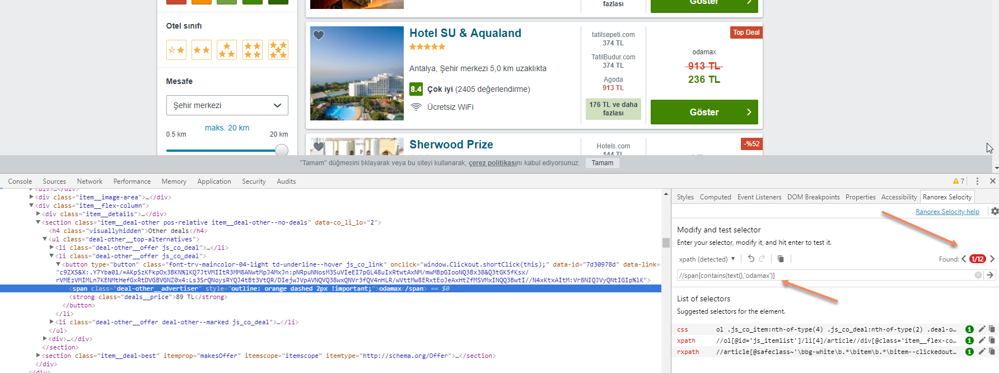 fazlası
Göster
Otel sınıfı
Hotel SU & Aqualand
Antalya, Şehir merkezi 5,0 km uzaklıkta
8.4 Çok iyi (2405 değerlendirme)
Ücretsiz WiFi
tatilsepeti.com
374 TL
TatilBudur.com
374 TL
Agoda
913 TL
176 TL ve daha
fazlası
Top Deal
odamax
913 TL
236 TL
Göster
Mesafe
Şehir merkezi
maks. 20 km
0.5 km
20 km
Sherwood Prize
Hotels.com
144 TL
-%52
"Tamam" düğmesini tıklayarak veya bu siteyi kullanarak, çerez politikasını kabul ediyorsunuz. Tamam
Console Sources Network Performance Memory Application Security Audits 7
<div>…</div>
<div class="item__image-area">…</div>
<div class="item__flex-column">
<div class="item__details">…</div>
<section class="item__deal-other pos-relative item__deal-other--no-deals" data-co_li_lo="2">
<h4 class="visuallyhidden">Other deals</h4>
<ul class="deal-other__top-alternatives">
<li class="deal-other__offer js_co_deal">…</li>
<li class="deal-other__offer js_co_deal">
<button type="button" class="font-trv-maincolor-04-light td-underline--hover js_co_link" onclick="window.Clickout.shortClick(this);" data-id="7d30978d" data-link=
<span class="deal-other__advertiser" style="outline: orange dashed 2px !important;">odamax</span> == $0
<strong class="deals__price">89 TL</strong>
</button>
</li>
<li class="deal-other__offer deal-other--marked js_co_deal">…</li>
</ul>
<div>…</div>
</section>
<section class="item__deal-best" itemprop="makesOffer" itemscope="itemscope" itemtype="http://schema.org/Offer">…</section>
</div>
</div>
Styles Computed Event Listeners DOM Breakpoints Properties Accessibility Ranorex Selocity
Ranorex Selocity help
Modify and test selector
Enter your selector, modify it, and hit enter to test it.
xpath (detected)
Found: 1/12
//span[contains(text(),'odamax')]
List of selectors
Suggested selectors for the element.
css ol .js_co_item:nth-of-type(4) .js_co_deal:nth-of-type(2) .deal-o… 1
xpath //ol[@id='js_itemlist']/li[4]/article//div[@class='item__flex-co… 1
rxpath //article[@safeclass~'\bbg-white\b.*\bitem\b.*\bitem--clickedout… 1